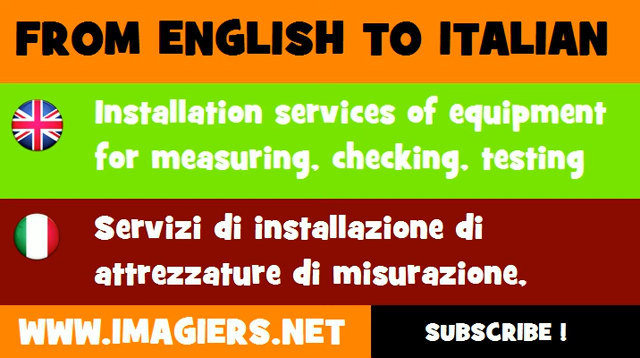 FROM ENGLISH TO ITALIAN
Installation services of equipment
for measuring, checking, testing
Servizi di installazione di
attrezzature di misurazione,
WWW.IMAGIERS.NET
SUBSCRIBE !